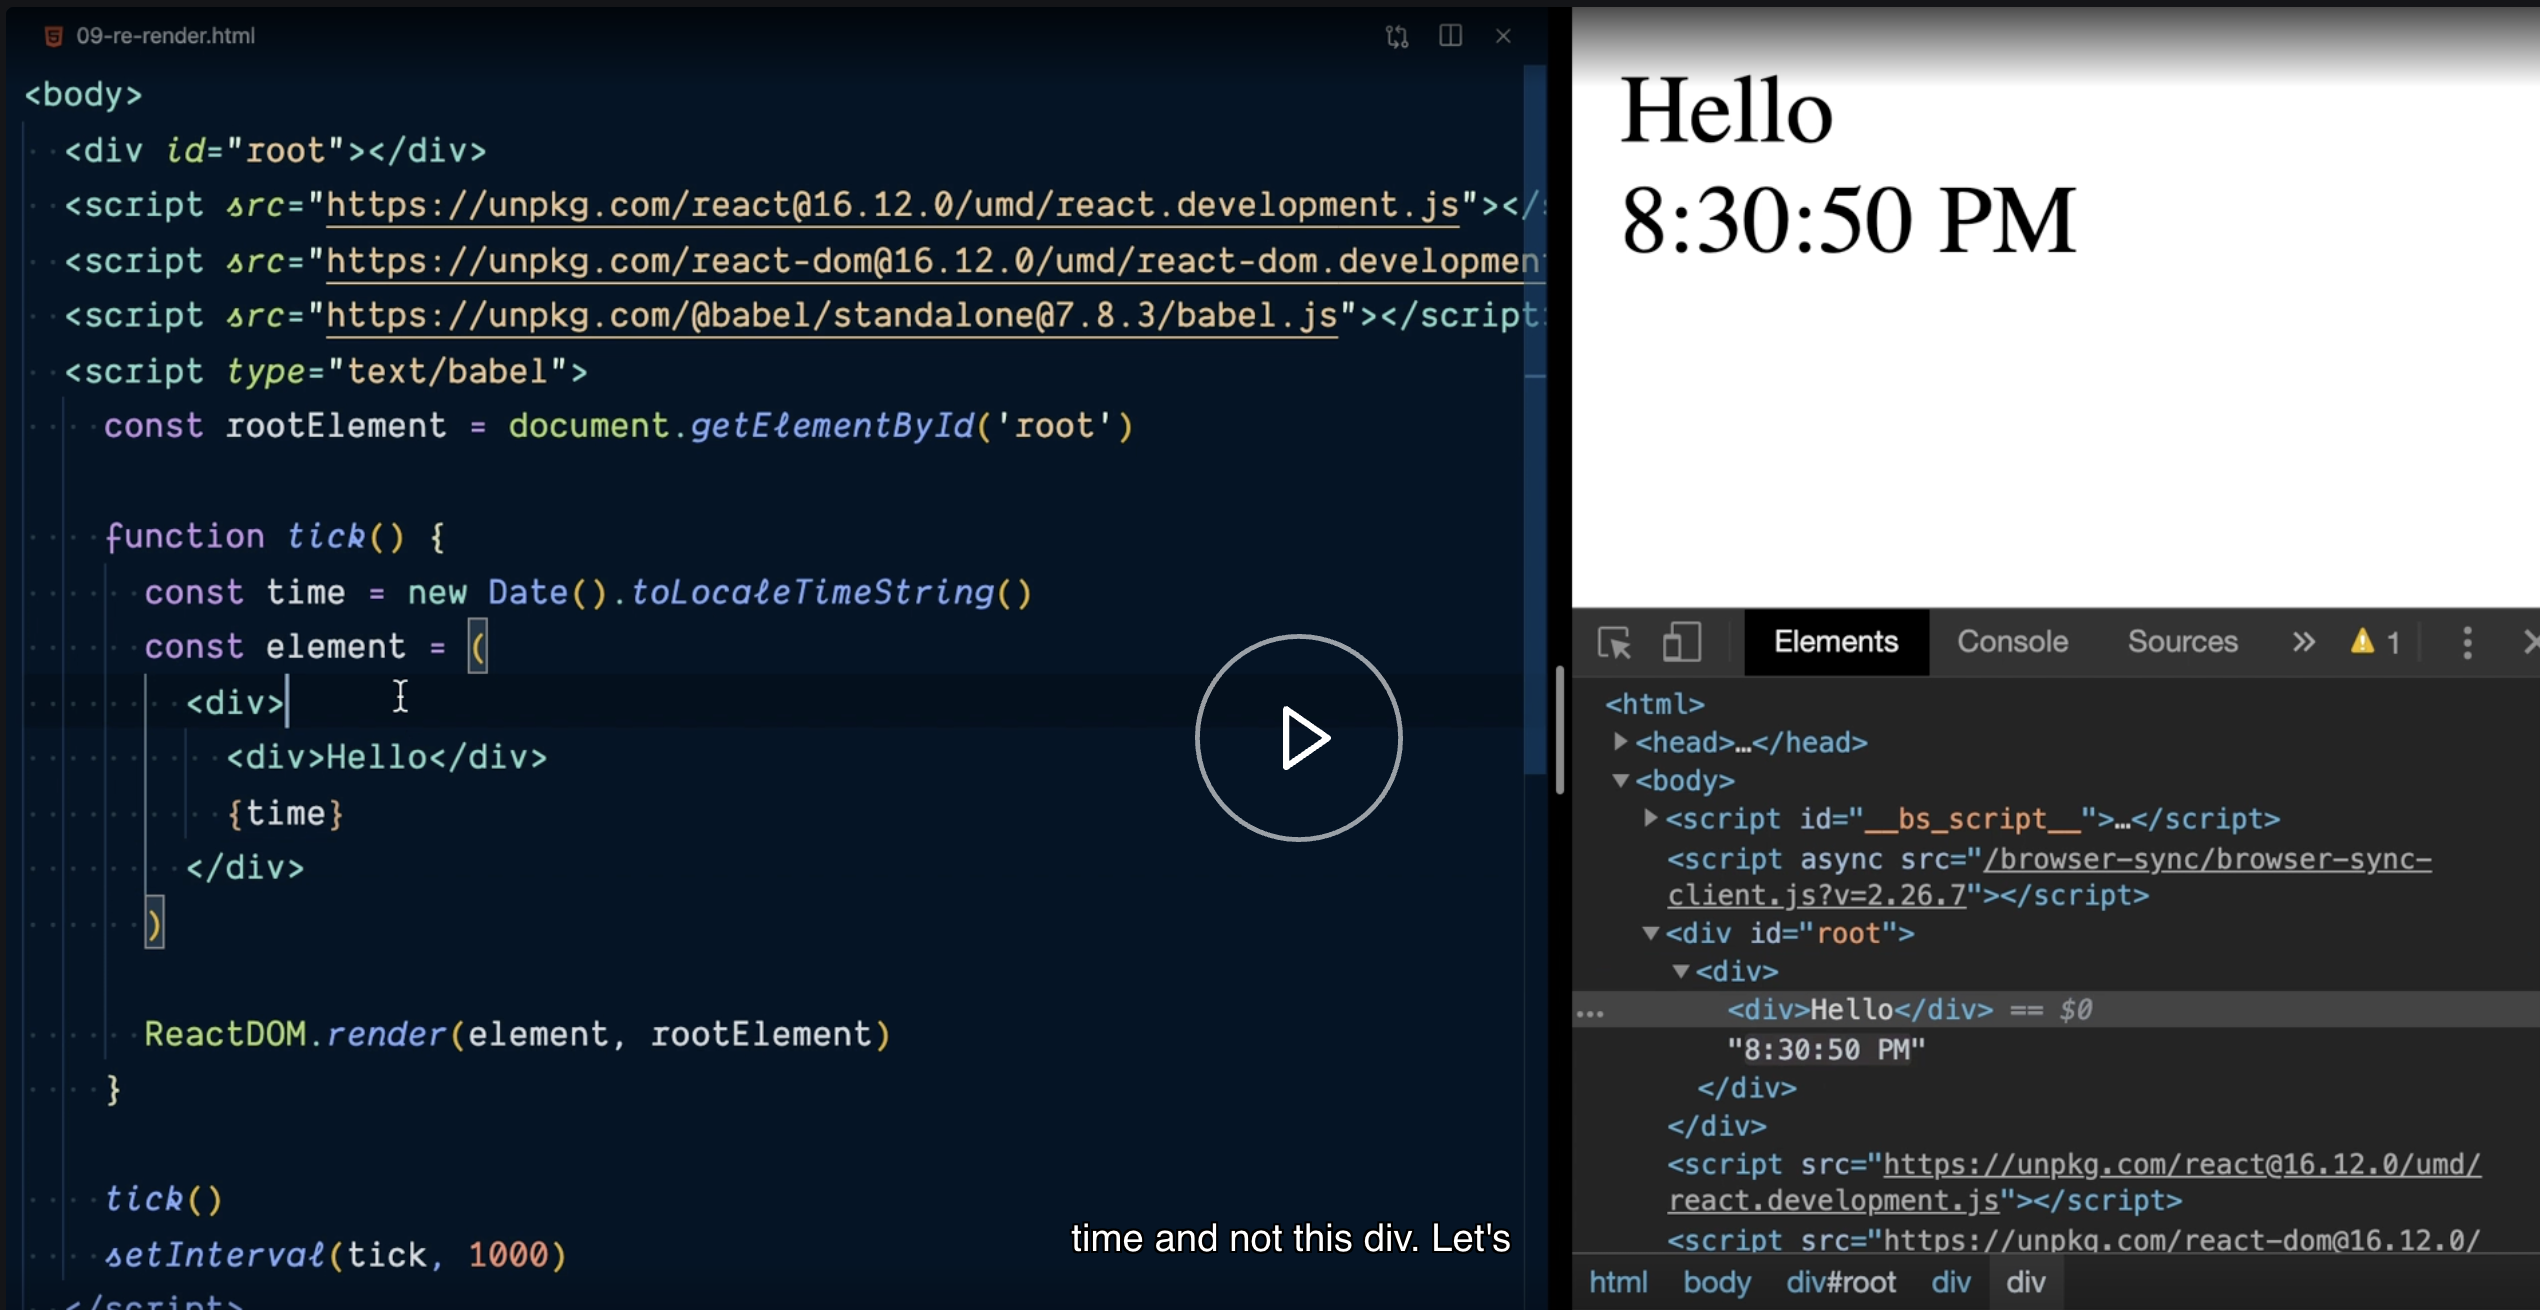 09-re-render.html
<body>
<div id="root"></div>
<script src="https://unpkg.com/react@16.12.0/umd/react.development.js"></
<script src="https://unpkg.com/react-dom@16.12.0/umd/react-dom.developmen
<script src="https://unpkg.com/@babel/standalone@7.8.3/babel.js"></script
<script type="text/babel">
const rootElement = document.getElementById('root')
function tick() {
const time = new Date().toLocaleTimeString()
const element = (
<div>
<div>Hello</div>
{time}
</div>
)
ReactDOM.render(element, rootElement)
}
tick()
setInterval(tick, 1000)
</script>
time and not this div. Let's
Hello
8:30:50 PM
Elements Console Sources » 1
<html>
<head>…</head>
<body>
<script id="__bs_script__">…</script>
<script async src="/browser-sync/browser-sync-
client.js?v=2.26.7"></script>
<div id="root">
<div>
<div>Hello</div> == $0
"8:30:50 PM"
</div>
</div>
<script src="https://unpkg.com/react@16.12.0/umd/
react.development.js"></script>
<script src="https://unpkg.com/react-dom@16.12.0/
html body div#root div div